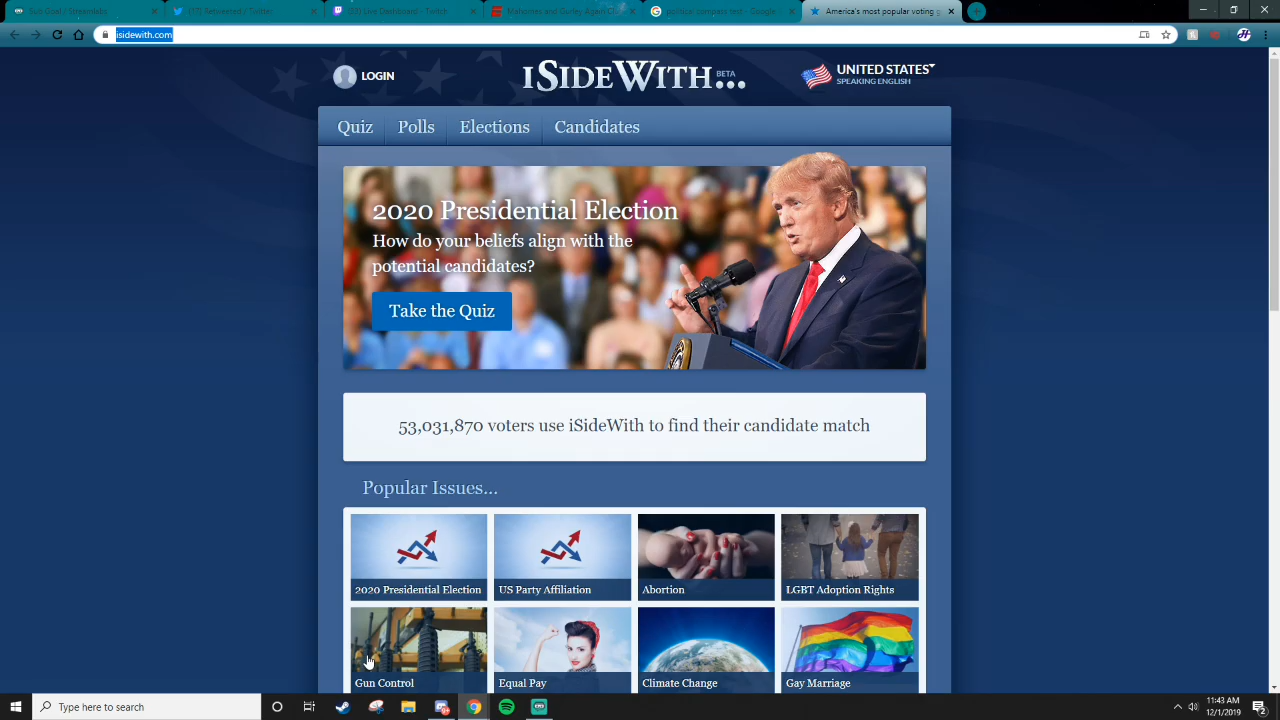 Sub Goal / Streamlabs
(33) Retweeted / Twitter
(33) Live Dashboard - Twitch
Mahomes and Gurley Again C
political compass test - Google
America's most popular voting g
isidewith.com
LOGIN
iSideWith...
BETA
UNITED STATES
SPEAKING ENGLISH
Quiz
Polls
Elections
Candidates
2020 Presidential Election
How do your beliefs align with the
potential candidates?
Take the Quiz
53,031,870 voters use iSideWith to find their candidate match
Popular Issues...
2020 Presidential Election
US Party Affiliation
Abortion
LGBT Adoption Rights
Gun Control
Equal Pay
Climate Change
Gay Marriage
Type here to search
11:43 AM
12/1/2019
2